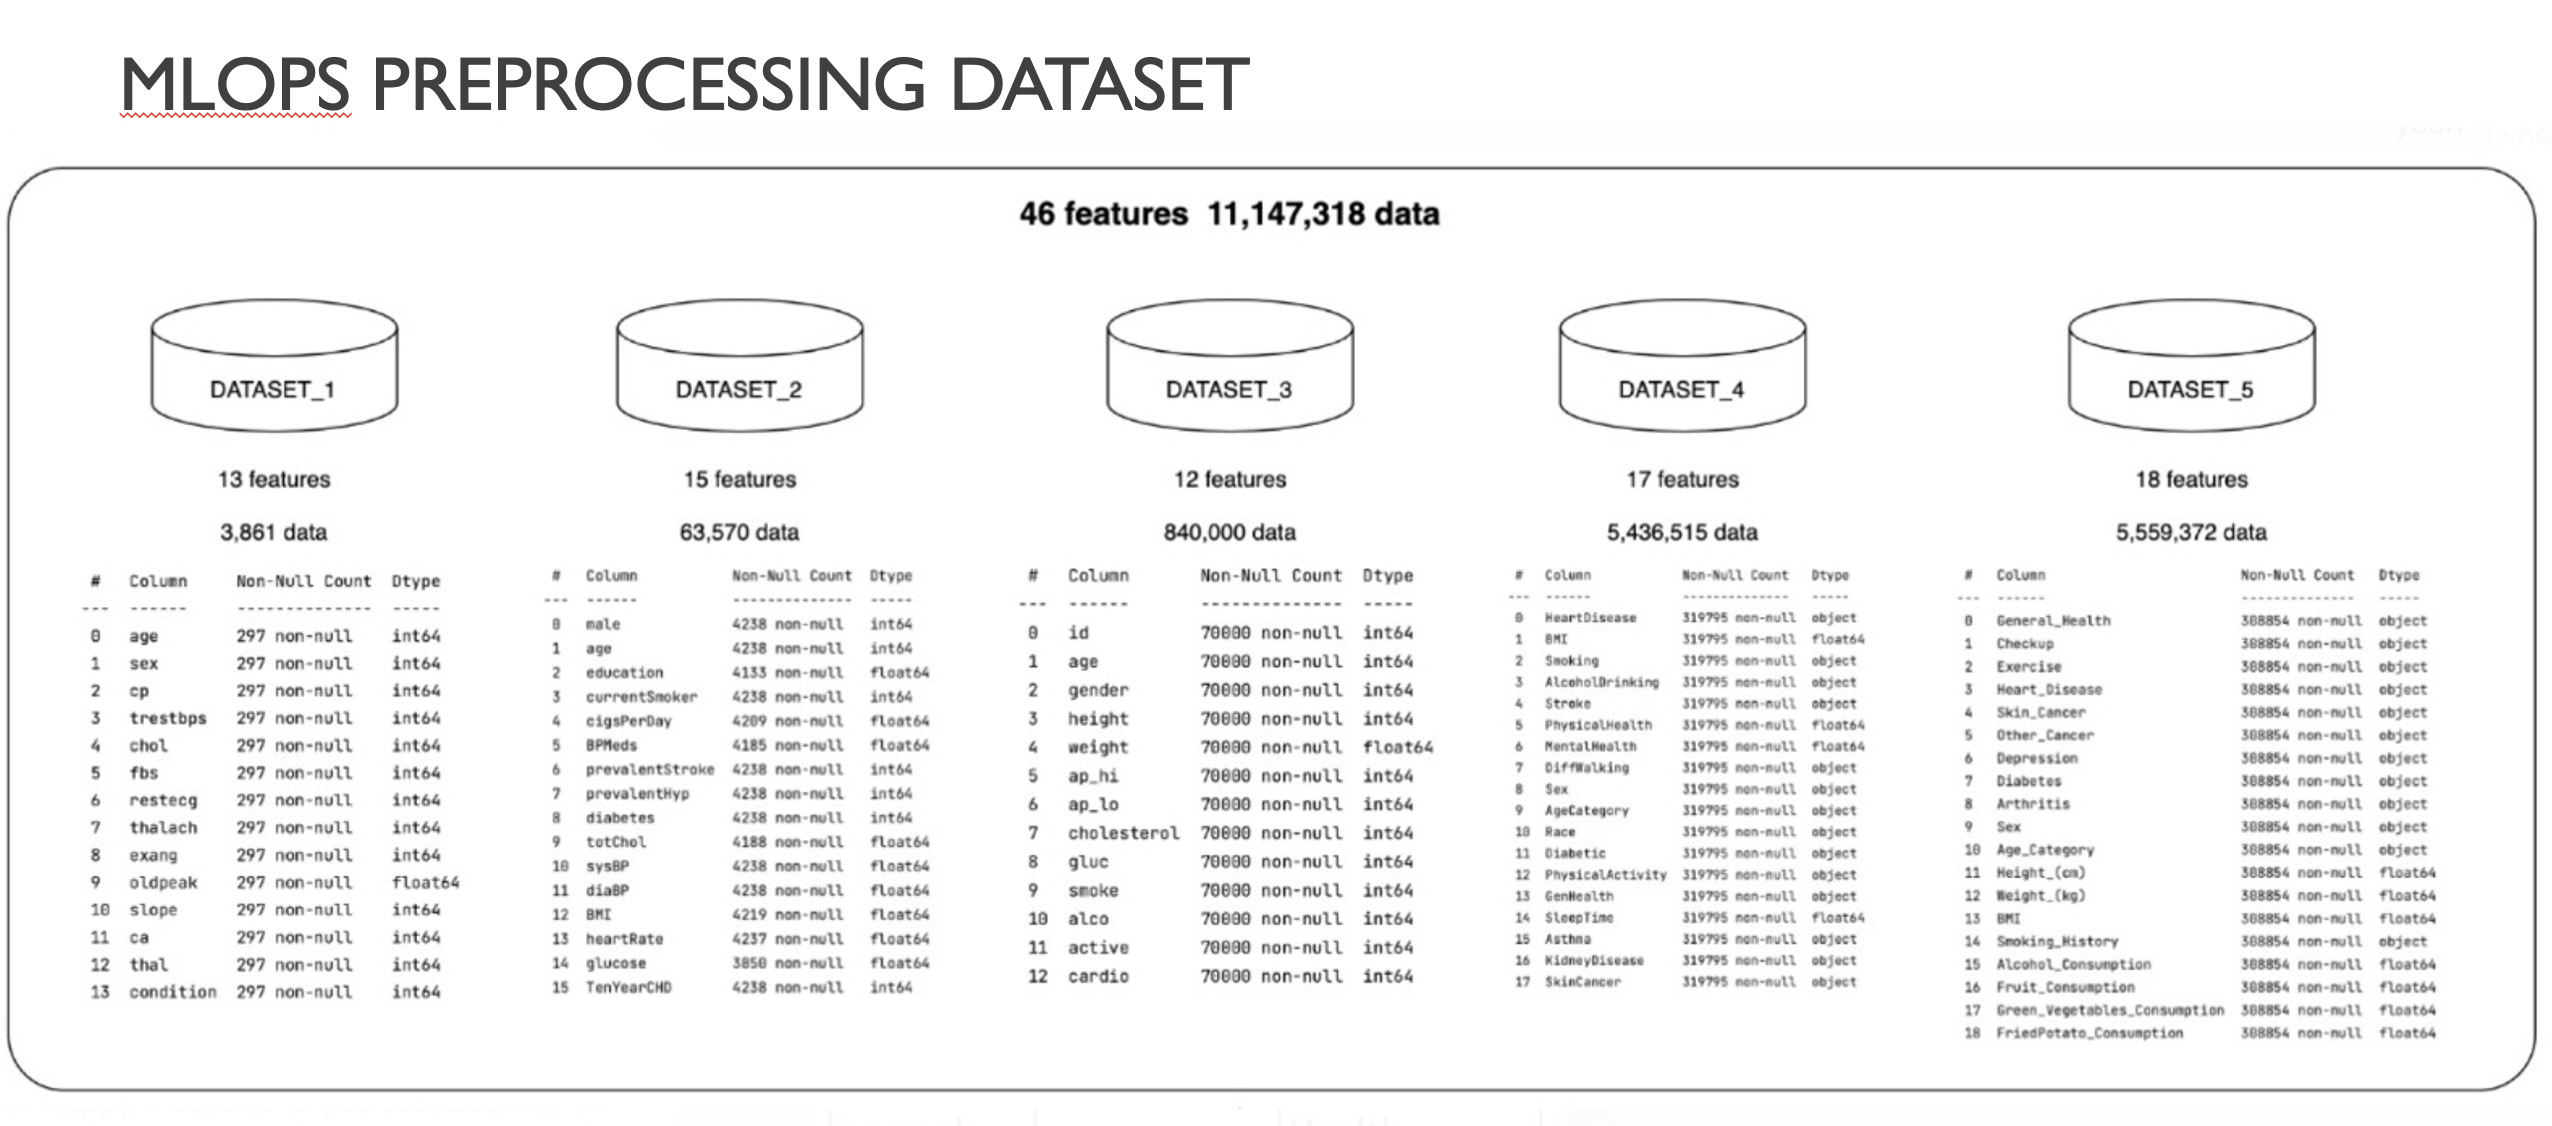 MLOPS PREPROCESSING DATASET
46 features 11,147,318 data
DATASET_1
13 features
3,861 data
# Column Non-Null Count Dtype
--- ------ -------------- -----
0 age 297 non-null int64
1 sex 297 non-null int64
2 cp 297 non-null int64
3 trestbps 297 non-null int64
4 chol 297 non-null int64
5 fbs 297 non-null int64
6 restecg 297 non-null int64
7 thalach 297 non-null int64
8 exang 297 non-null int64
9 oldpeak 297 non-null float64
10 slope 297 non-null int64
11 ca 297 non-null int64
12 thal 297 non-null int64
13 condition 297 non-null int64
DATASET_2
15 features
63,570 data
# Column Non-Null Count Dtype
--- ------ -------------- -----
0 male 4238 non-null int64
1 age 4238 non-null int64
2 education 4133 non-null float64
3 currentSmoker 4238 non-null int64
4 cigsPerDay 4209 non-null float64
5 BPMeds 4185 non-null float64
6 prevalentStroke 4238 non-null int64
7 prevalentHyp 4238 non-null int64
8 diabetes 4238 non-null int64
9 totChol 4188 non-null float64
10 sysBP 4238 non-null float64
11 diaBP 4238 non-null float64
12 BMI 4219 non-null float64
13 heartRate 4237 non-null float64
14 glucose 3850 non-null float64
15 TenYearCHD 4238 non-null int64
DATASET_3
12 features
840,000 data
# Column Non-Null Count Dtype
--- ------ -------------- -----
0 id 70000 non-null int64
1 age 70000 non-null int64
2 gender 70000 non-null int64
3 height 70000 non-null int64
4 weight 70000 non-null float64
5 ap_hi 70000 non-null int64
6 ap_lo 70000 non-null int64
7 cholesterol 70000 non-null int64
8 gluc 70000 non-null int64
9 smoke 70000 non-null int64
10 alco 70000 non-null int64
11 active 70000 non-null int64
12 cardio 70000 non-null int64
DATASET_4
17 features
5,436,515 data
# Column Non-Null Count Dtype
--- ------ -------------- -----
0 HeartDisease 319795 non-null object
1 BMI 319795 non-null float64
2 Smoking 319795 non-null object
3 AlcoholDrinking 319795 non-null object
4 Stroke 319795 non-null object
5 PhysicalHealth 319795 non-null float64
6 MentalHealth 319795 non-null float64
7 DiffWalking 319795 non-null object
8 Sex 319795 non-null object
9 AgeCategory 319795 non-null object
10 Race 319795 non-null object
11 Diabetic 319795 non-null object
12 PhysicalActivity 319795 non-null object
13 GenHealth 319795 non-null object
14 SleepTime 319795 non-null float64
15 Asthma 319795 non-null object
16 KidneyDisease 319795 non-null object
17 SkinCancer 319795 non-null object
DATASET_5
18 features
5,559,372 data
# Column Non-Null Count Dtype
--- ------ -------------- -----
0 General_Health 308854 non-null object
1 Checkup 308854 non-null object
2 Exercise 308854 non-null object
3 Heart_Disease 308854 non-null object
4 Skin_Cancer 308854 non-null object
5 Other_Cancer 308854 non-null object
6 Depression 308854 non-null object
7 Diabetes 308854 non-null object
8 Arthritis 308854 non-null object
9 Sex 308854 non-null object
10 Age_Category 308854 non-null object
11 Height_(cm) 308854 non-null float64
12 Weight_(kg) 308854 non-null float64
13 BMI 308854 non-null float64
14 Smoking_History 308854 non-null object
15 Alcohol_Consumption 308854 non-null float64
16 Fruit_Consumption 308854 non-null float64
17 Green_Vegetables_Consumption 308854 non-null float64
18 FriedPotato_Consumption 308854 non-null float64